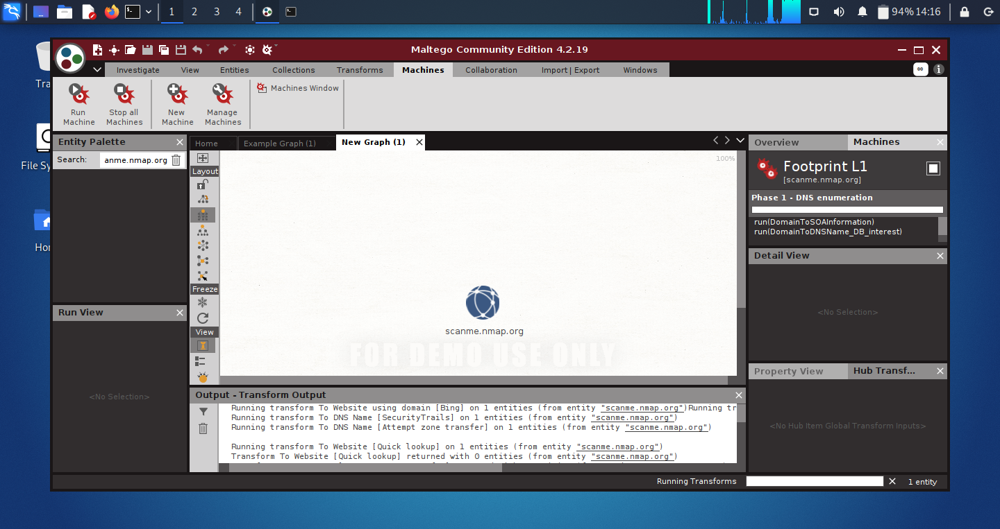 1 2 3 4
94% 14:16
Maltego Community Edition 4.2.19
Investigate View Entities Collections Transforms Machines Collaboration Import | Export Windows
Run Machine
Stop all Machines
New Machine
Manage Machines
Machines Window
Tra
File Sy
Ho
Entity Palette
Search: anme.nmap.org
Run View
<No Selection>
Home Example Graph (1) New Graph (1)
Layout
Freeze
View
100%
scanme.nmap.org
FOR DEMO USE ONLY
Output - Transform Output
Running transform To Website using domain [Bing] on 1 entities (from entity "scanme.nmap.org")Running tr
Running transform To DNS Name [SecurityTrails] on 1 entities (from entity "scanme.nmap.org")
Running transform To DNS Name [Attempt zone transfer] on 1 entities (from entity "scanme.nmap.org")
Running transform To Website [Quick lookup] on 1 entities (from entity "scanme.nmap.org")
Transform To Website [Quick lookup] returned with 0 entities (from entity "scanme.nmap.org")
Overview Machines
Footprint L1
[scanme.nmap.org]
Phase 1 - DNS enumeration
run(DomainToSOAInformation)
run(DomainToDNSName_DB_interest)
Detail View
<No Selection>
Property View Hub Transf...
<No Hub Item Global Transform Inputs>
Running Transforms
1 entity